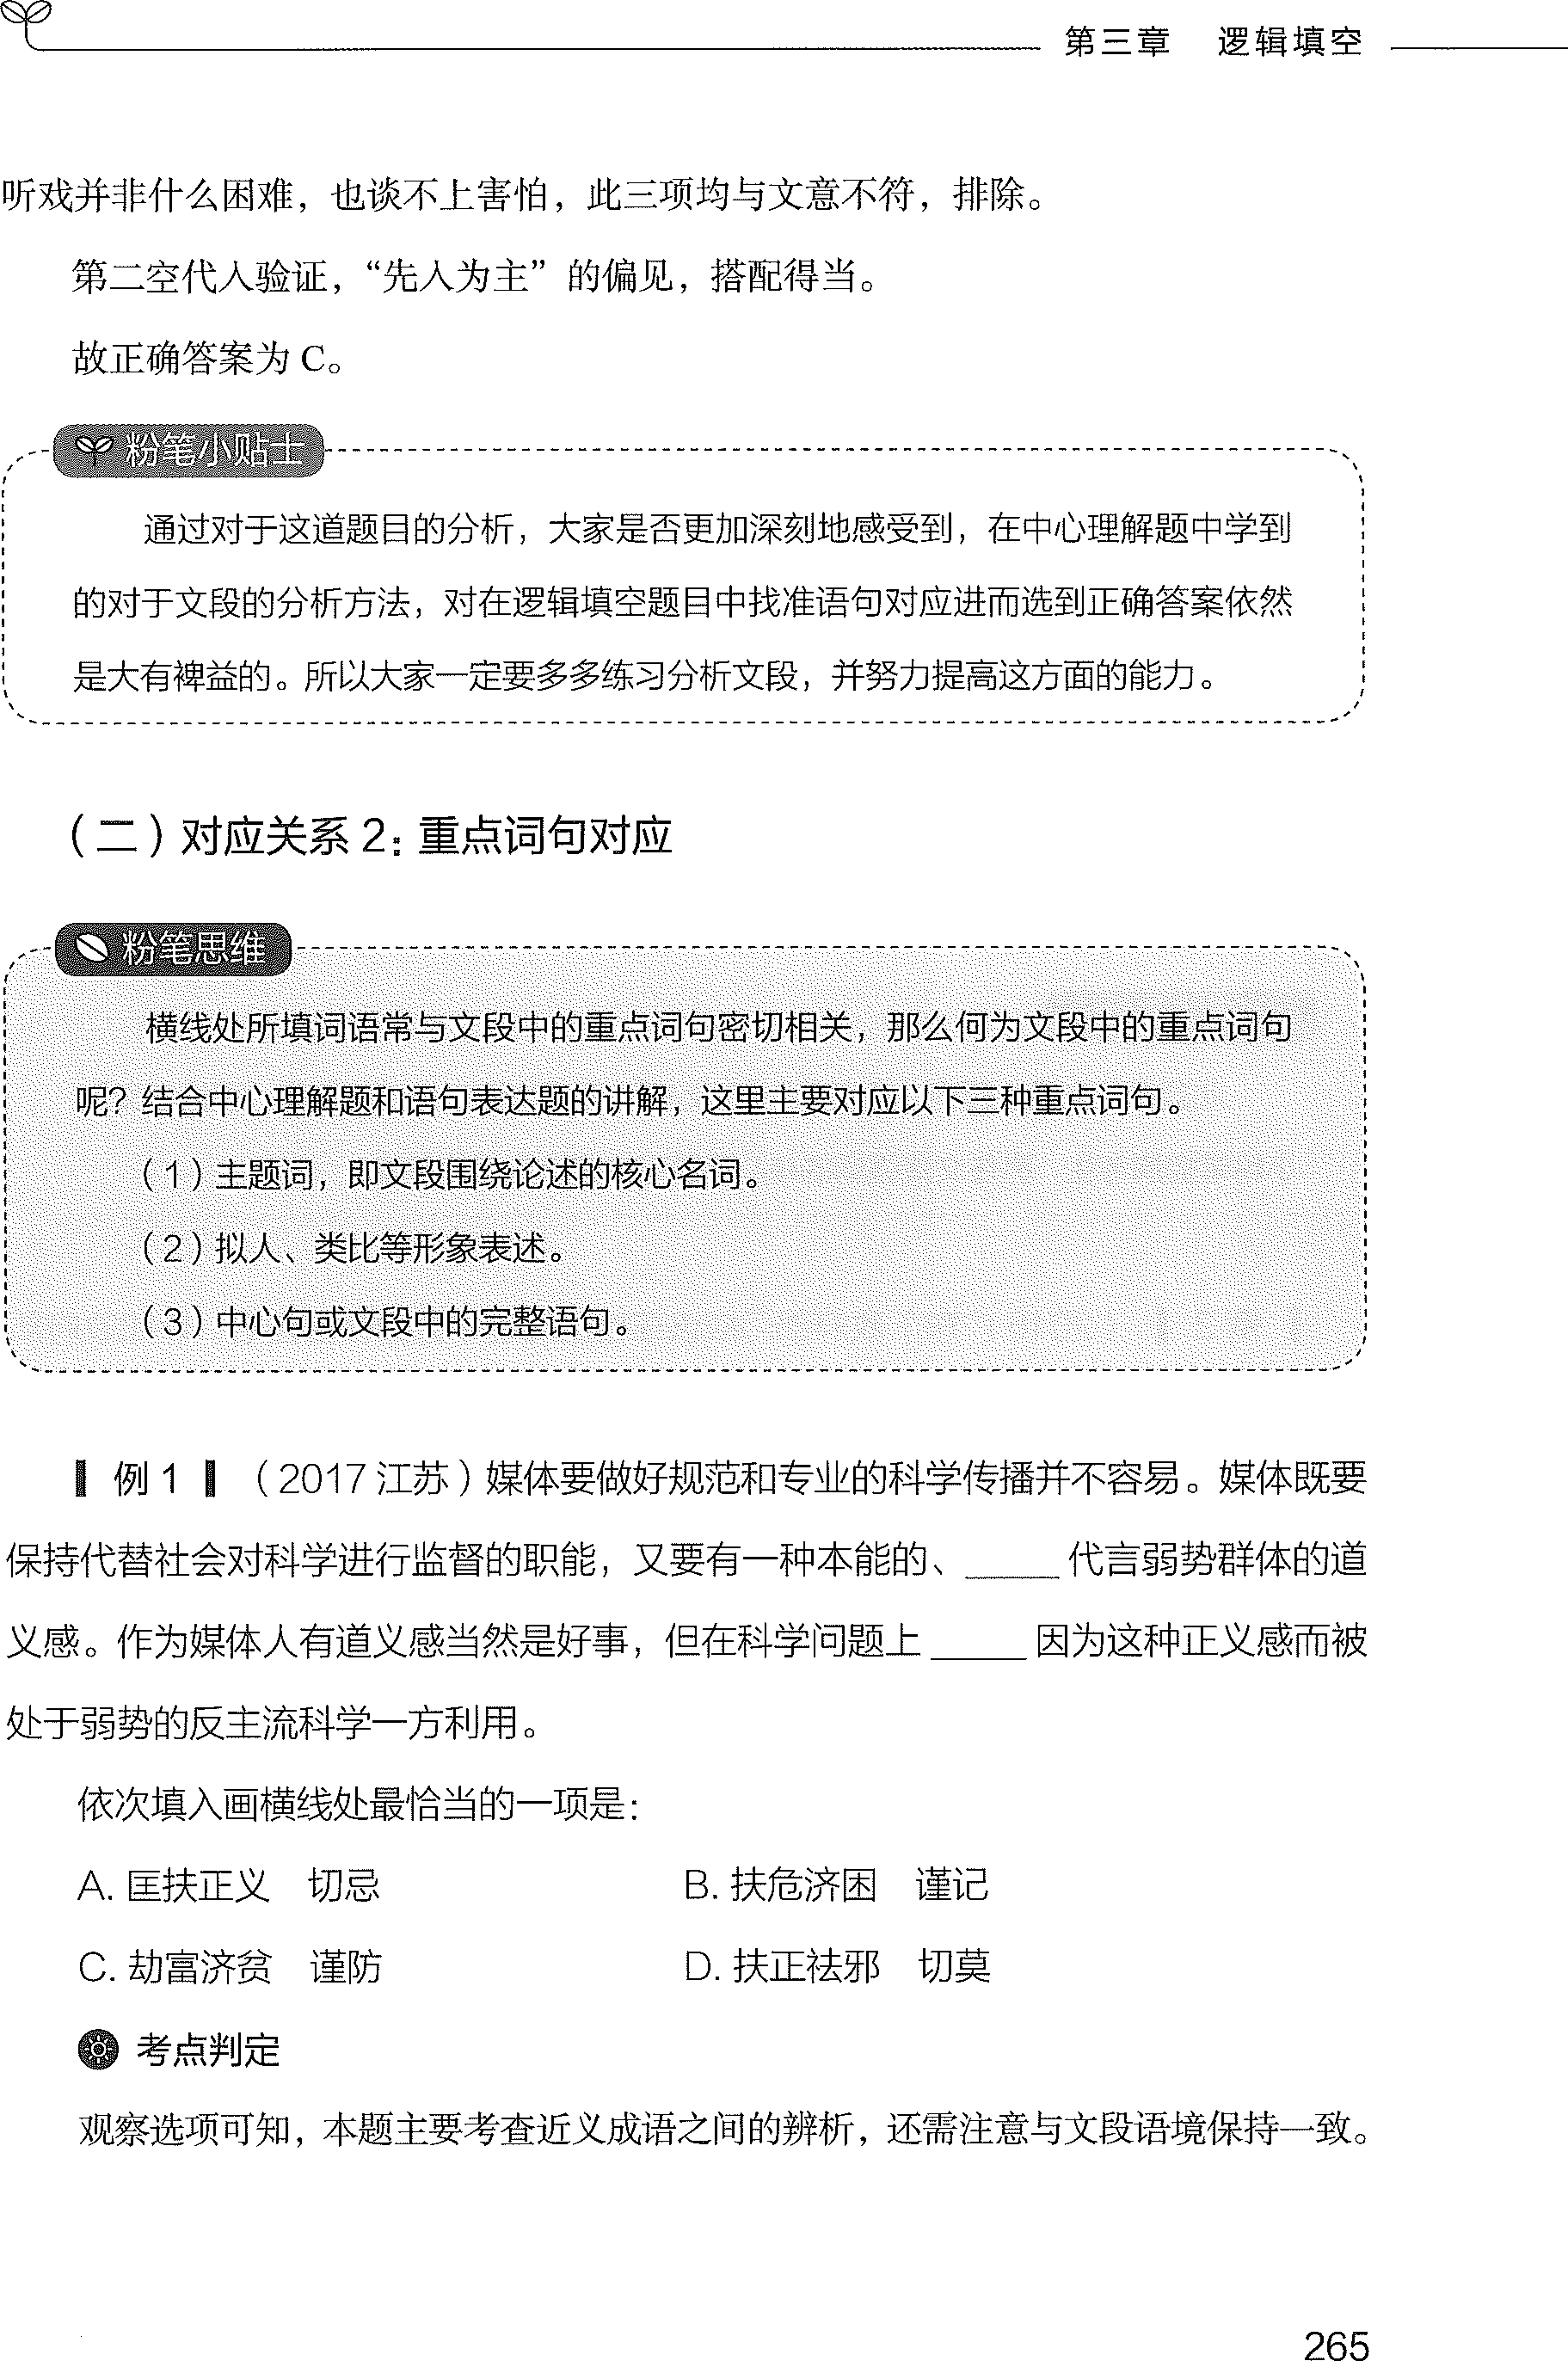 第三章 逻辑填空
听戏并非什么困难，也谈不上害怕，此三项均与文意不符，排除。
第二空代入验证，“先入为主”的偏见，搭配得当。
故正确答案为 C。
粉笔小贴士
通过对于这道题目的分析，大家是否更加深刻地感受到，在中心理解题中学到
的对于文段的分析方法，对在逻辑填空题目中找准语句对应进而选到正确答案依然
是大有裨益的。所以大家一定要多多练习分析文段，并努力提高这方面的能力。
（二）对应关系 2：重点词句对应
粉笔思维
横线处所填词语常与文段中的重点词句密切相关，那么何为文段中的重点词句
呢？结合中心理解题和语句表达题的讲解，这里主要对应以下三种重点词句。
（1）主题词，即文段围绕论述的核心名词。
（2）拟人、类比等形象表述。
（3）中心句或文段中的完整语句。
例 1 （2017 江苏）媒体要做好规范和专业的科学传播并不容易。媒体既要
保持代替社会对科学进行监督的职能，又要有一种本能的、_____ 代言弱势群体的道
义感。作为媒体人有道义感当然是好事，但在科学问题上 _____ 因为这种正义感而被
处于弱势的反主流科学一方利用。
依次填入画横线处最恰当的一项是：
A. 匡扶正义 切忌 B. 扶危济困 谨记
C. 劫富济贫 谨防 D. 扶正祛邪 切莫
考点判定
观察选项可知，本题主要考查近义成语之间的辨析，还需注意与文段语境保持一致。
265